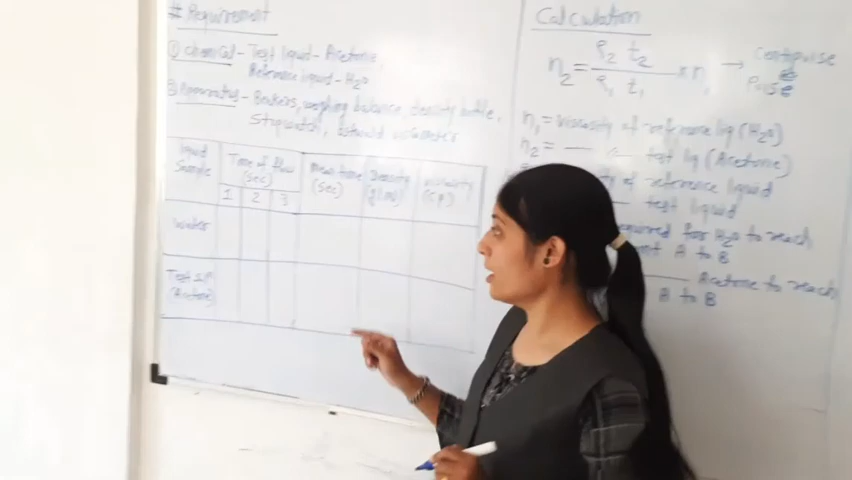 # Requirement
① Chemical - Test liquid - Acetone
Reference liquid - H₂O
② Apparatus - Beakers, weighing balance, density bottle,
Stopwatch, viscometer
Liquid Sample
Time of flow (sec)
1 2 3
Mean time (sec)
Density (g/ml)
Viscosity (C.P)
Water
Test
(Acetone)
Calculation
η₂ = ρ₂ t₂ / ρ₁ t₁ × η₁ → Centipoise
Poise
η₁ = Viscosity of reference liq (H₂O)
η₂ = —— " —— test liq (Acetone)
of reference liquid
—— test liquid
required for H₂O to reach
A to B
—— Acetone to reach
A to B